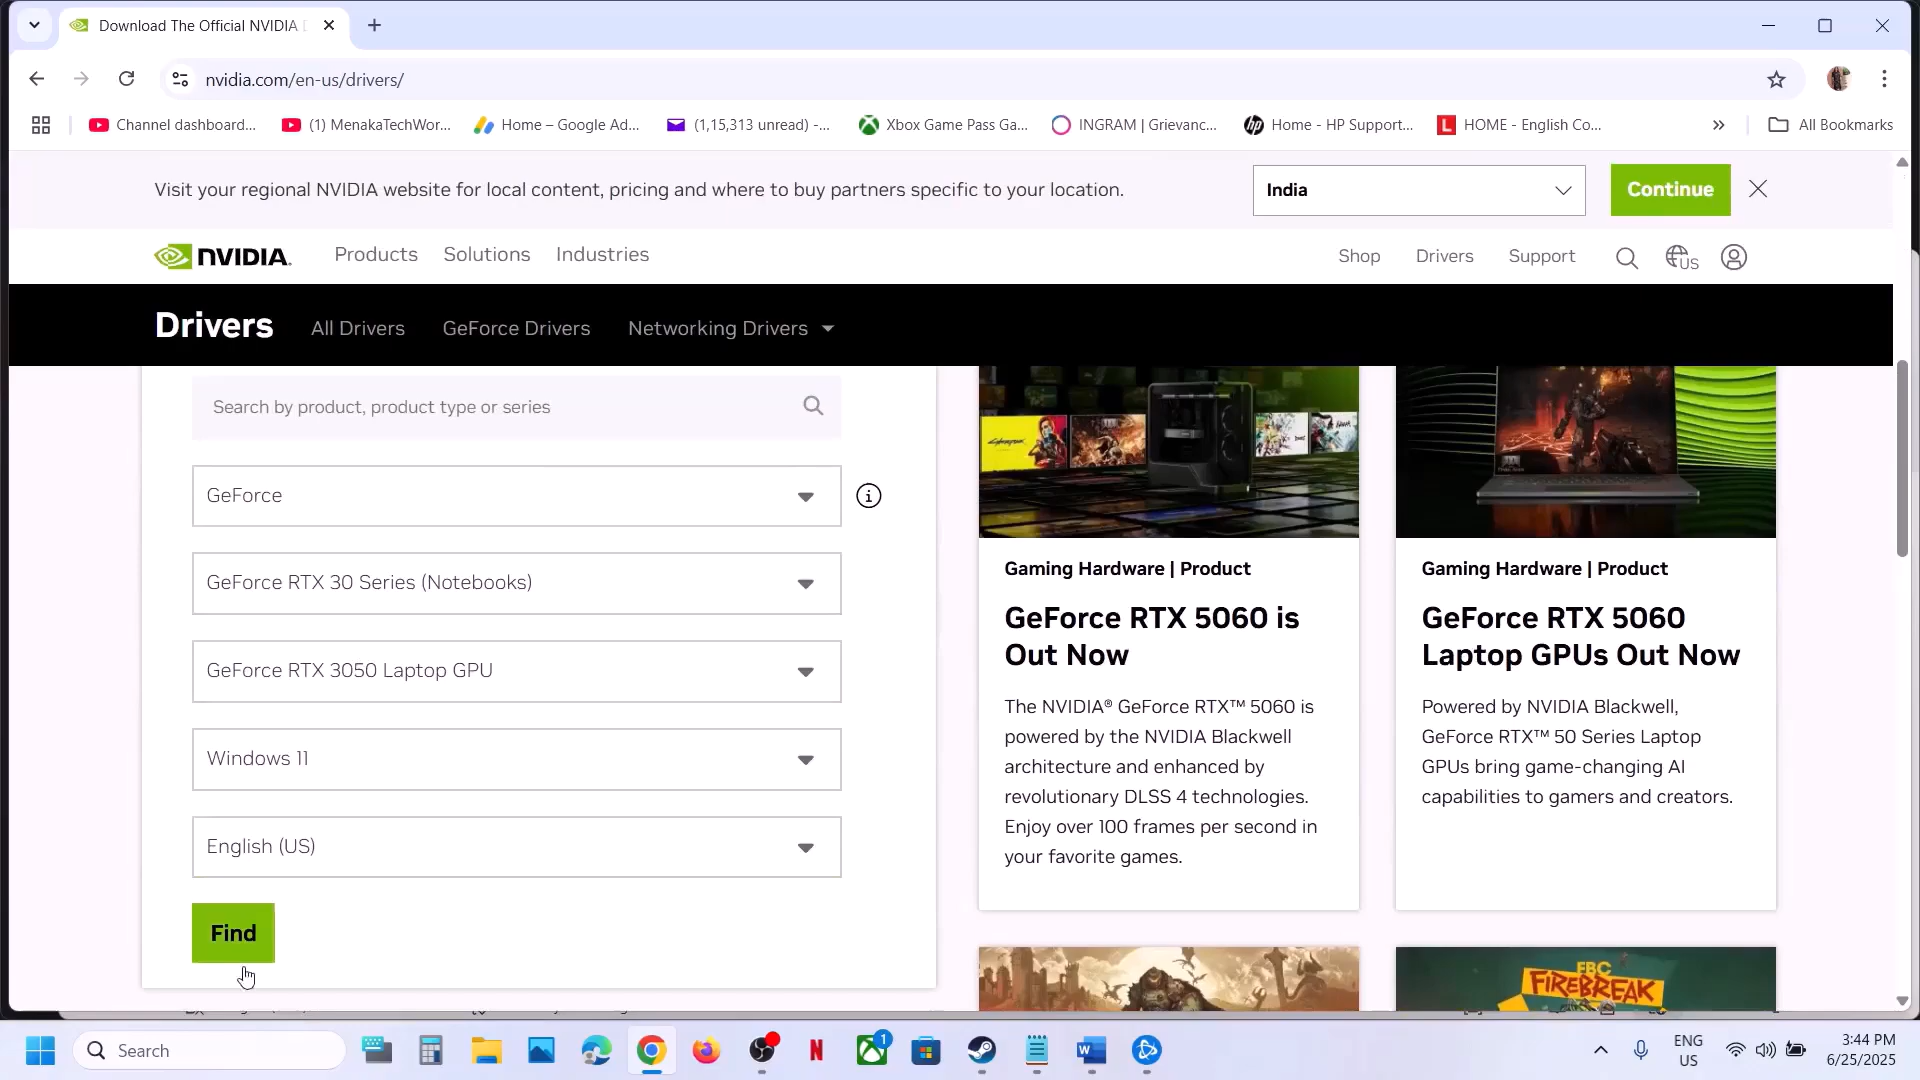 Download The Official NVIDIA
nvidia.com/en-us/drivers/
Channel dashboard...
(1) MenakaTechWor...
Home – Google Ad...
(1,15,313 unread) -...
Xbox Game Pass Ga...
INGRAM | Grievanc...
Home - HP Support...
HOME - English Co...
»
All Bookmarks
Visit your regional NVIDIA website for local content, pricing and where to buy partners specific to your location.
India
Continue
NVIDIA.
Products
Solutions
Industries
Shop
Drivers
Support
US
Drivers
All Drivers
GeForce Drivers
Networking Drivers
Search by product, product type or series
GeForce
GeForce RTX 30 Series (Notebooks)
GeForce RTX 3050 Laptop GPU
Windows 11
English (US)
Find
Gaming Hardware | Product
GeForce RTX 5060 is
Out Now
The NVIDIA® GeForce RTX™ 5060 is
powered by the NVIDIA Blackwell
architecture and enhanced by
revolutionary DLSS 4 technologies.
Enjoy over 100 frames per second in
your favorite games.
Gaming Hardware | Product
GeForce RTX 5060
Laptop GPUs Out Now
Powered by NVIDIA Blackwell,
GeForce RTX™ 50 Series Laptop
GPUs bring game-changing AI
capabilities to gamers and creators.
FBC
FIREBREAK
Search
1
ENG
US
3:44 PM
6/25/2025